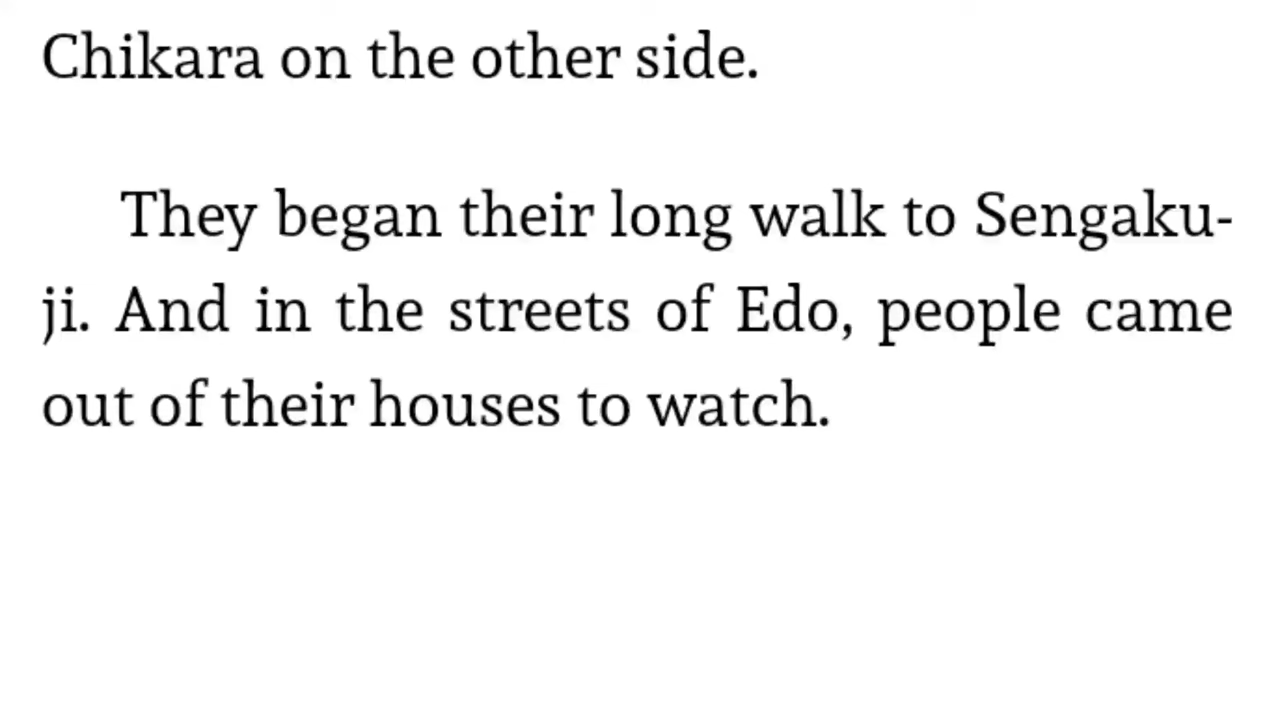 Chikara on the other side.
They began their long walk to Sengaku-
ji. And in the streets of Edo, people came
out of their houses to watch.